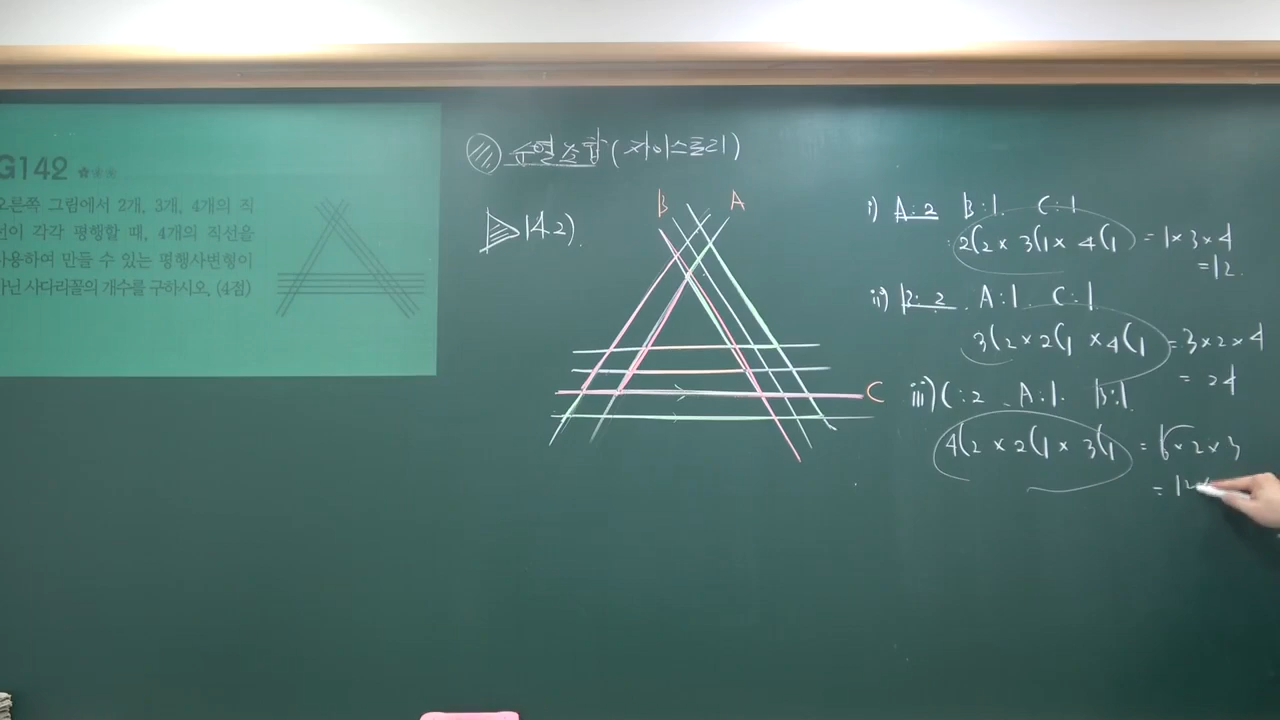 G142
오른쪽 그림에서 2개, 3개, 4개의 직
선이 각각 평행할 때, 4개의 직선을
사용하여 만들 수 있는 평행사변형이
아닌 사다리꼴의 개수를 구하시오. (4점)
순열조합(자이스토리)
142).
B A
C
i) A:2 B:1 C:1
2C2 × 3C1 × 4C1 = 1×3×4
=12.
ii) B:2. A:1. C:1
3C2 × 2C1 × 4C1 = 3×2×4
= 24
iii) C:2. A:1. B:1.
4C2 × 2C1 × 3C1 = 6×2×3